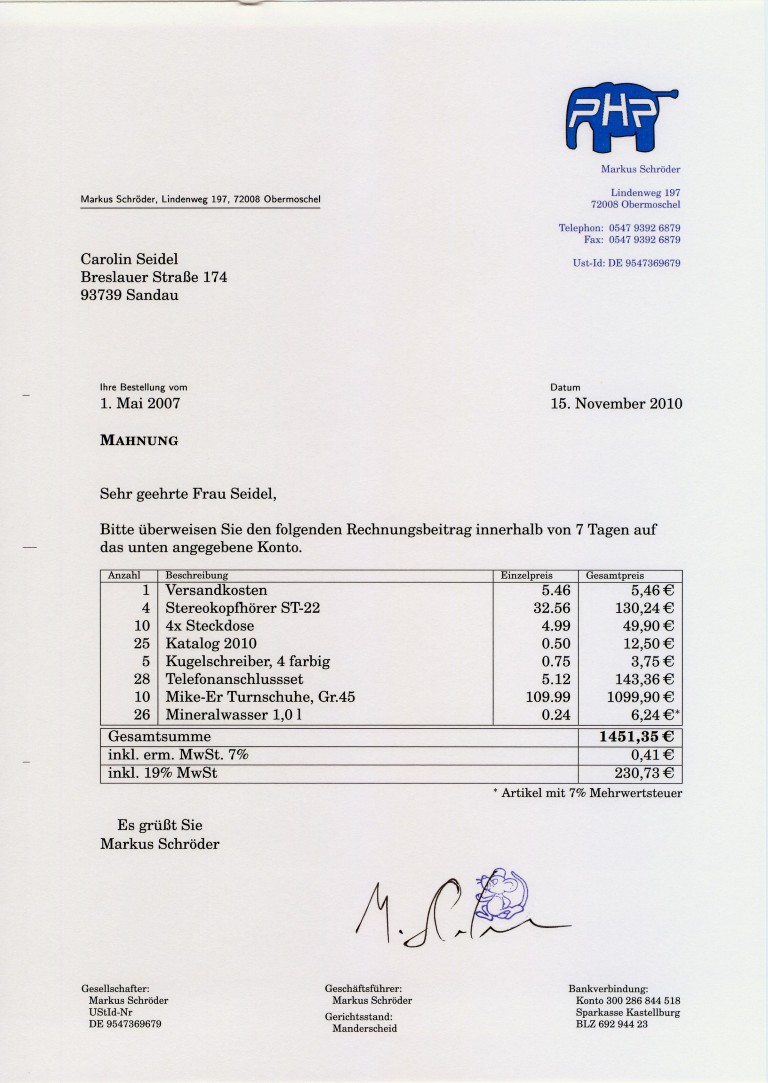 PHP
Markus Schröder
Lindenweg 197
72008 Obermoschel
Telephon: 0547 9392 6879
Fax: 0547 9392 6879
Ust-Id: DE 9547369679
Markus Schröder, Lindenweg 197, 72008 Obermoschel
Carolin Seidel
Breslauer Straße 174
93739 Sandau
Ihre Bestellung vom Datum
1. Mai 2007 15. November 2010
MAHNUNG
Sehr geehrte Frau Seidel,
Bitte überweisen Sie den folgenden Rechnungsbeitrag innerhalb von 7 Tagen auf
das unten angegebene Konto.
Anzahl Beschreibung Einzelpreis Gesamtpreis
1 Versandkosten 5.46 5,46 €
4 Stereokopfhörer ST-22 32.56 130,24 €
10 4x Steckdose 4.99 49,90 €
25 Katalog 2010 0.50 12,50 €
5 Kugelschreiber, 4 farbig 0.75 3,75 €
28 Telefonanschlussset 5.12 143,36 €
10 Mike-Er Turnschuhe, Gr.45 109.99 1099,90 €
26 Mineralwasser 1,0 l 0.24 6,24 €*
Gesamtsumme 1451,35 €
inkl. erm. MwSt. 7% 0,41 €
inkl. 19% MwSt 230,73 €
* Artikel mit 7% Mehrwertsteuer
Es grüßt Sie
Markus Schröder
Gesellschafter:
Markus Schröder
UStId-Nr
DE 9547369679
Geschäftsführer:
Markus Schröder
Gerichtsstand:
Manderscheid
Bankverbindung:
Konto 300 286 844 518
Sparkasse Kastellburg
BLZ 692 944 23